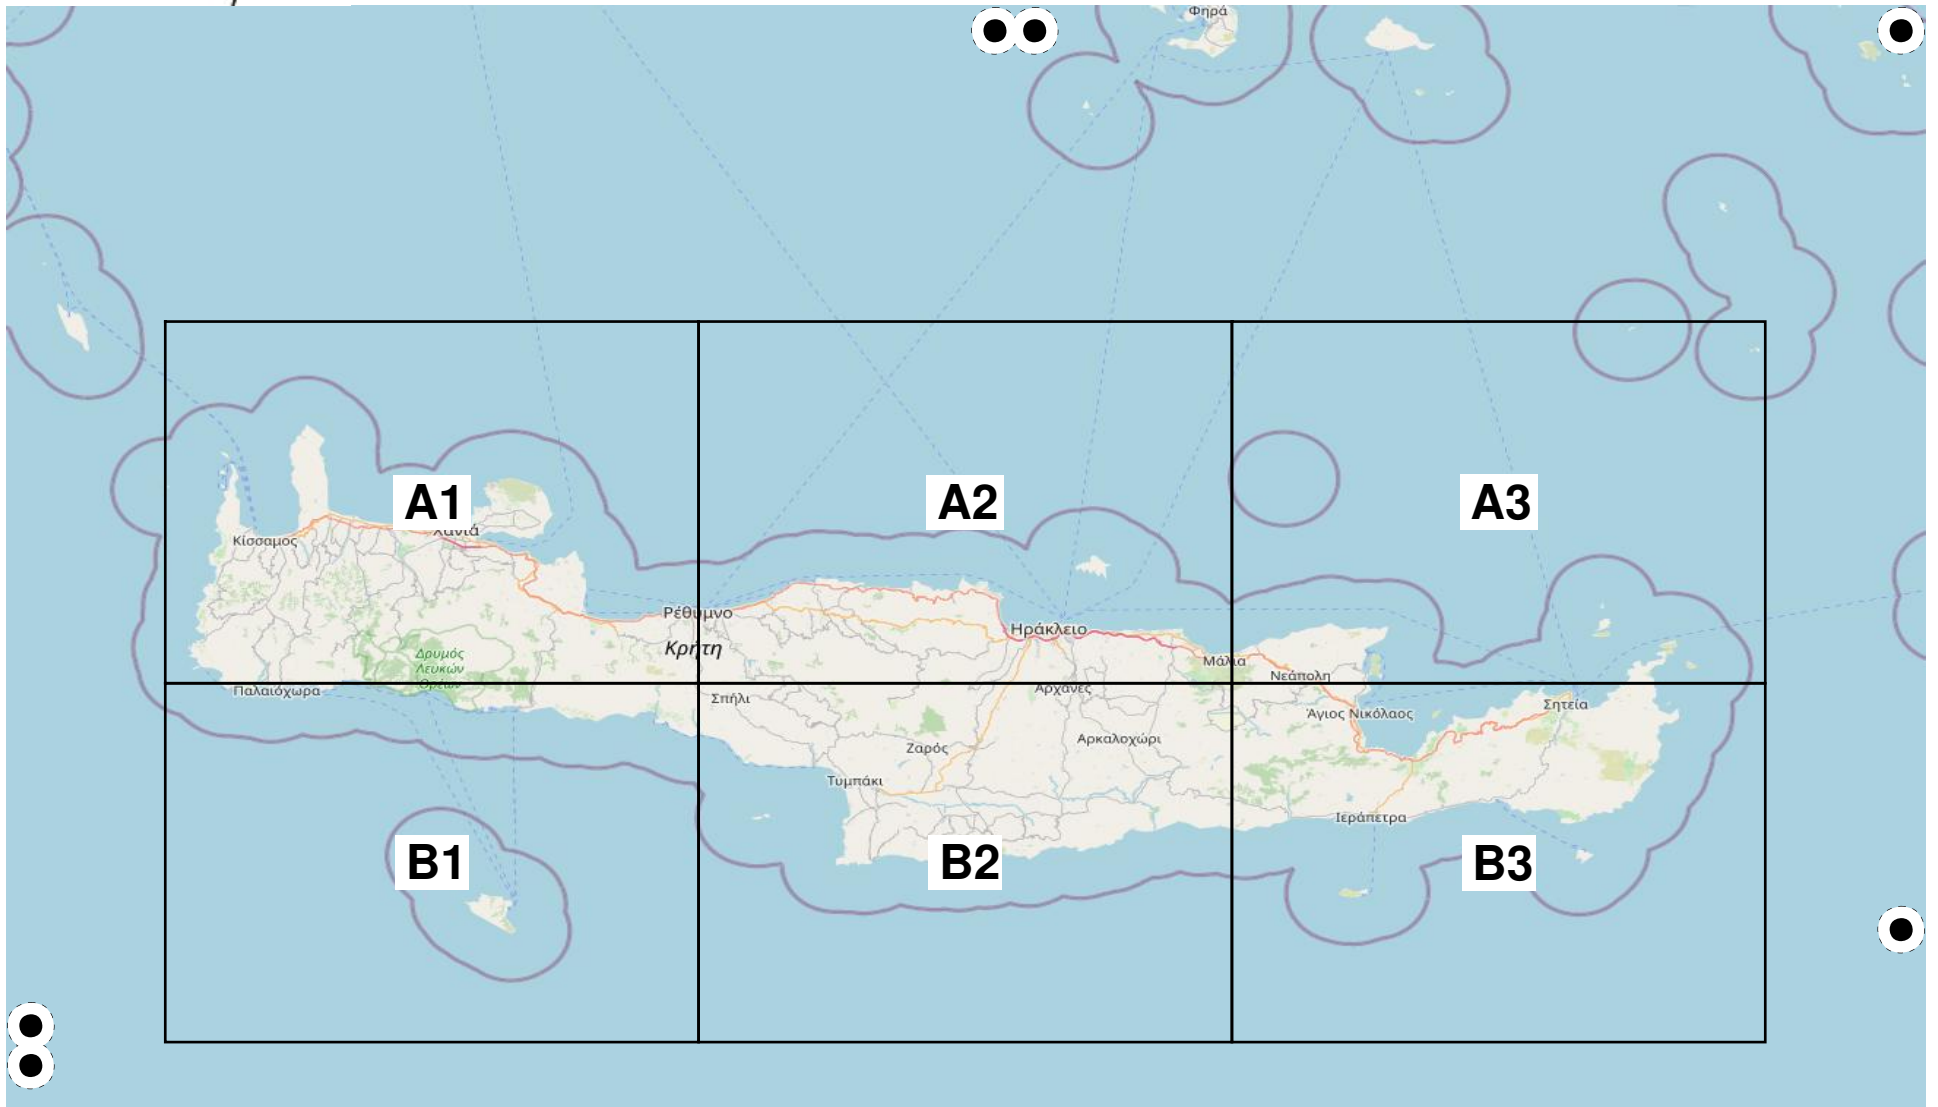 Φηρά
A1
A2
A3
Χανιά
Κίσσαμος
Ρέθυμνο
Ηράκλειο
Κρήτη
Δρυμός
Λευκών
Ορέων
Μάλια
Νεάπολη
Παλαιόχωρα
Σπήλι
Αρχάνες
Σητεία
Άγιος Νικόλαος
Ζαρός
Αρκαλοχώρι
Τυμπάκι
Ιεράπετρα
B1
B2
B3